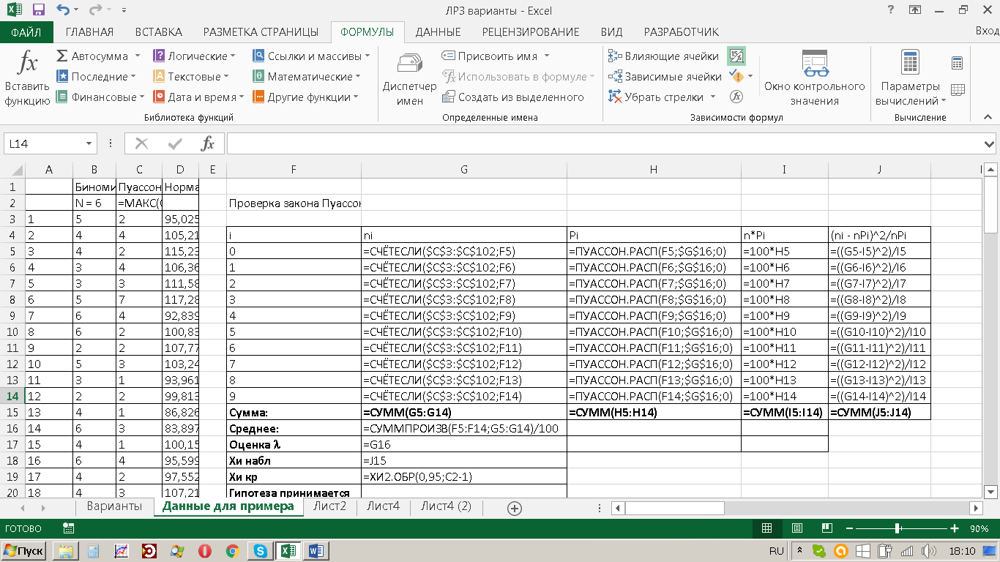 ЛР3 варианты - Excel
ФАЙЛ ГЛАВНАЯ ВСТАВКА РАЗМЕТКА СТРАНИЦЫ ФОРМУЛЫ ДАННЫЕ РЕЦЕНЗИРОВАНИЕ ВИД РАЗРАБОТЧИК Вход
Вставить функцию
Автосумма
Последние
Финансовые
Логические
Текстовые
Дата и время
Ссылки и массивы
Математические
Другие функции
Библиотека функций
Диспетчер имен
Присвоить имя
Использовать в формуле
Создать из выделенного
Определенные имена
Влияющие ячейки
Зависимые ячейки
Убрать стрелки
Зависимости формул
Окно контрольного значения
Параметры вычислений
Вычисление
L14
A B C D E F G H I J
1 Биноми Пуассон Норма
2 N = 6 =МАКС(С Проверка закона Пуассон
3 1 5 2 95,025
4 2 4 4 105,21 i ni Pi n*Pi (ni - nPi)^2/nPi
5 3 4 2 115,23 0 =СЧЁТЕСЛИ($C$3:$C$102;F5) =ПУАССОН.РАСП(F5;$G$16;0) =100*H5 =((G5-I5)^2)/I5
6 4 3 4 106,36 1 =СЧЁТЕСЛИ($C$3:$C$102;F6) =ПУАССОН.РАСП(F6;$G$16;0) =100*H6 =((G6-I6)^2)/I6
7 5 3 3 111,58 2 =СЧЁТЕСЛИ($C$3:$C$102;F7) =ПУАССОН.РАСП(F7;$G$16;0) =100*H7 =((G7-I7)^2)/I7
8 6 5 7 117,28 3 =СЧЁТЕСЛИ($C$3:$C$102;F8) =ПУАССОН.РАСП(F8;$G$16;0) =100*H8 =((G8-I8)^2)/I8
9 7 6 4 92,839 4 =СЧЁТЕСЛИ($C$3:$C$102;F9) =ПУАССОН.РАСП(F9;$G$16;0) =100*H9 =((G9-I9)^2)/I9
10 8 6 2 100,83 5 =СЧЁТЕСЛИ($C$3:$C$102;F10) =ПУАССОН.РАСП(F10;$G$16;0) =100*H10 =((G10-I10)^2)/I10
11 9 2 2 107,77 6 =СЧЁТЕСЛИ($C$3:$C$102;F11) =ПУАССОН.РАСП(F11;$G$16;0) =100*H11 =((G11-I11)^2)/I11
12 10 5 3 103,24 7 =СЧЁТЕСЛИ($C$3:$C$102;F12) =ПУАССОН.РАСП(F12;$G$16;0) =100*H12 =((G12-I12)^2)/I12
13 11 3 1 93,961 8 =СЧЁТЕСЛИ($C$3:$C$102;F13) =ПУАССОН.РАСП(F13;$G$16;0) =100*H13 =((G13-I13)^2)/I13
14 12 2 2 99,813 9 =СЧЁТЕСЛИ($C$3:$C$102;F14) =ПУАССОН.РАСП(F14;$G$16;0) =100*H14 =((G14-I14)^2)/I14
15 13 4 1 86,826 Сумма: =СУММ(G5:G14) =СУММ(H5:H14) =СУММ(I5:I14) =СУММ(J5:J14)
16 14 6 3 83,897 Среднее: =СУММПРОИЗВ(F5:F14;G5:G14)/100
17 15 4 1 100,15 Оценка λ =G16
18 16 6 4 95,599 Хи набл =J15
19 17 4 2 97,552 Хи кр =ХИ2.ОБР(0,95;C2-1)
20 18 4 3 107,21 Гипотеза принимается
Варианты Данные для примера Лист2 Лист4 Лист4 (2)
ГОТОВО 90%
Пуск RU 18:10